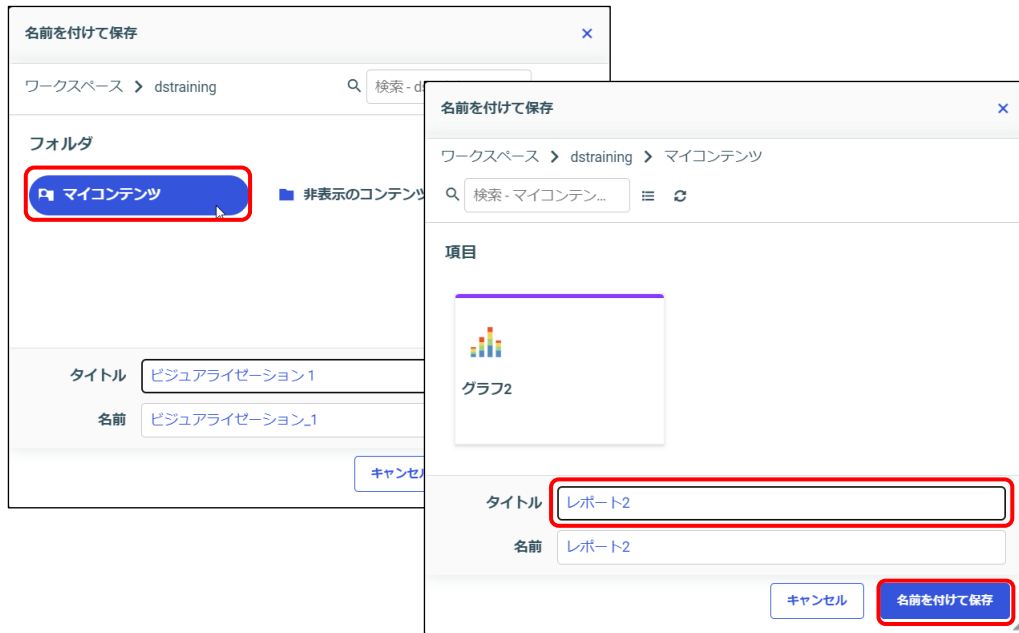 名前を付けて保存
ワークスペース > dstraining
検索 - d
フォルダ
マイコンテンツ
非表示のコンテンツ
タイトル ビジュアライゼーション 1
名前 ビジュアライゼーション_1
キャンセル
名前を付けて保存
ワークスペース > dstraining > マイコンテンツ
検索 - マイコンテン...
項目
グラフ2
タイトル レポート2
名前 レポート2
キャンセル 名前を付けて保存